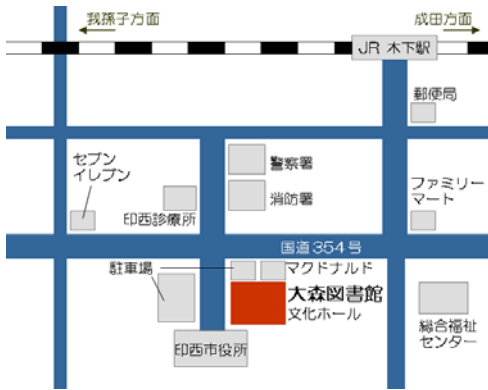 我孫子方面
成田方面
JR 木下駅
郵便局
セブン
イレブン
警察署
消防署
印西診療所
ファミリー
マート
国道354号
駐車場
マクドナルド
大森図書館
文化ホール
総合福祉
センター
印西市役所